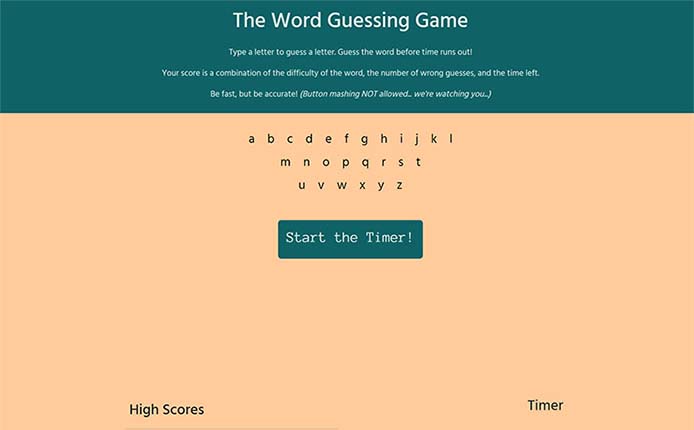 The Word Guessing Game
Type a letter to guess a letter. Guess the word before time runs out!
Your score is a combination of the difficulty of the word, the number of wrong guesses, and the time left.
Be fast, but be accurate! (Button mashing NOT allowed... we're watching you...)
a b c d e f g h i j k l
m n o p q r s t
u v w x y z
Start the Timer!
High Scores
Timer